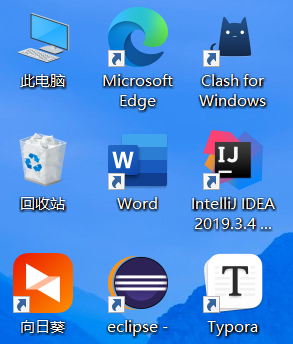 此电脑
Microsoft
Edge
Clash for
Windows
回收站
W
Word
IJ
IntelliJ IDEA
2019.3.4 ...
向日葵
eclipse -
T
Typora